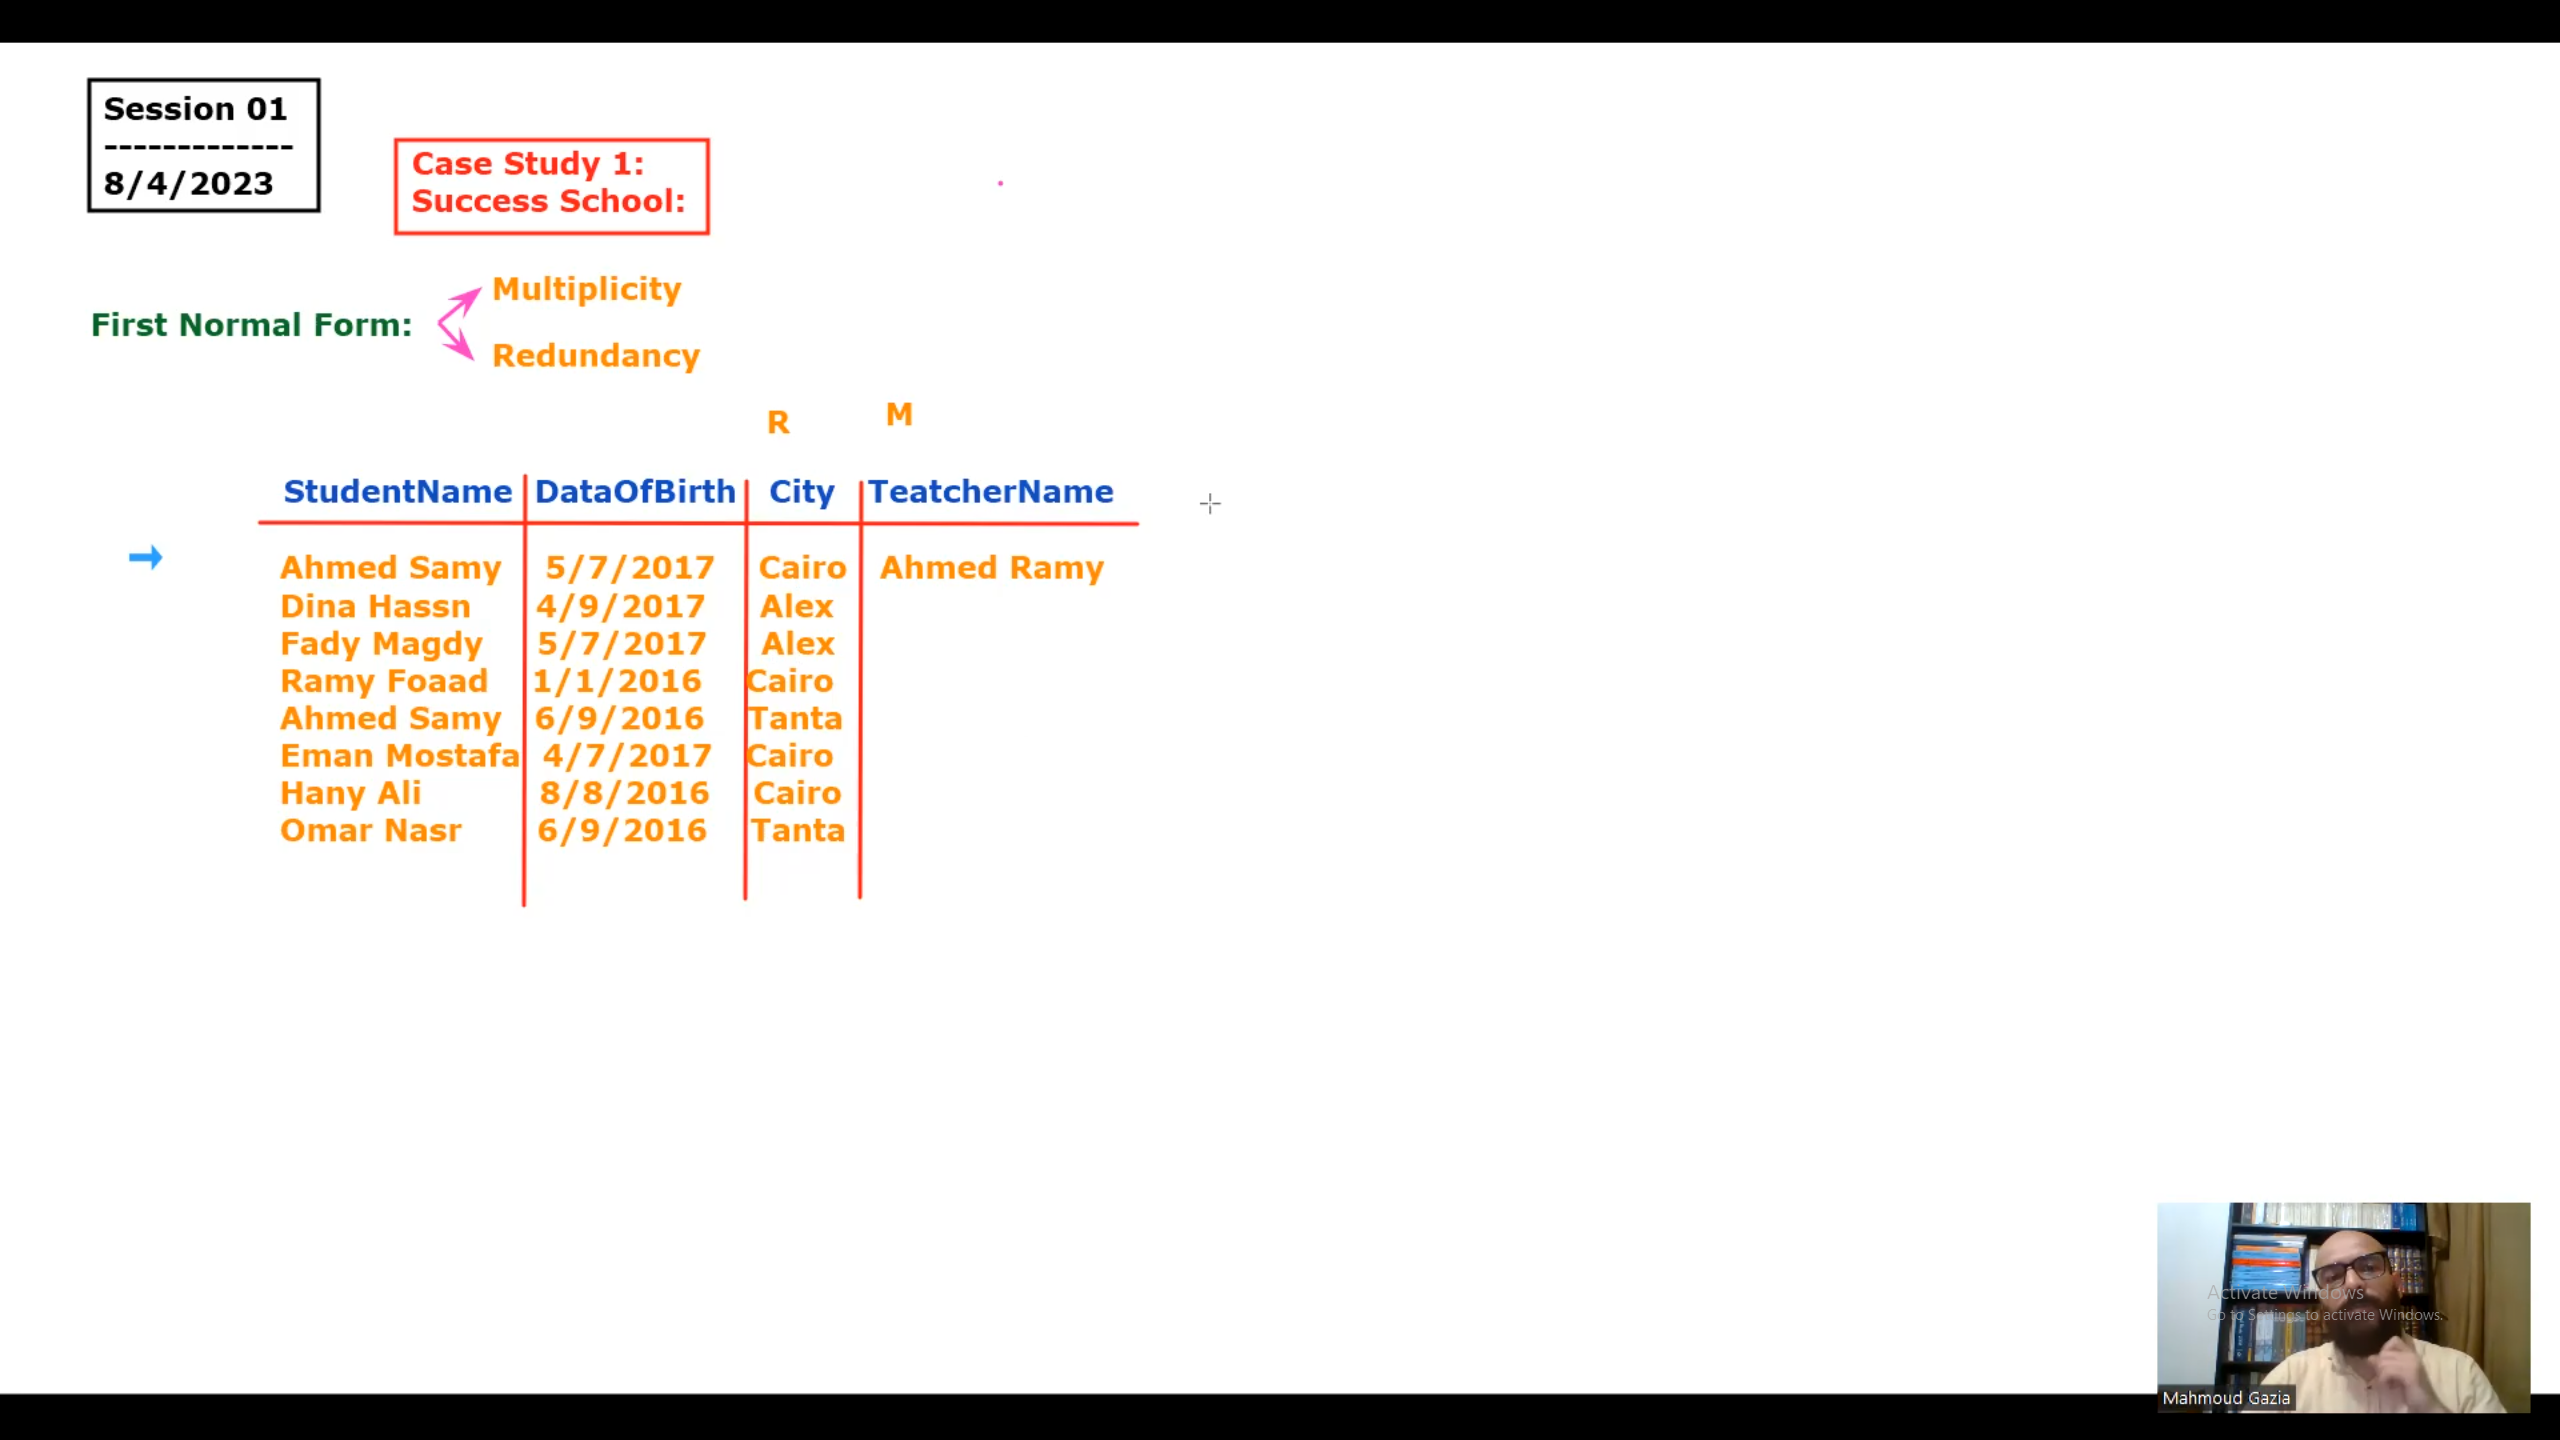 Session 01
-------------
8/4/2023
Case Study 1:
Success School:
First Normal Form:
Multiplicity
Redundancy
R M
StudentName DataOfBirth City TeatcherName
Ahmed Samy 5/7/2017 Cairo Ahmed Ramy
Dina Hassn 4/9/2017 Alex
Fady Magdy 5/7/2017 Alex
Ramy Foaad 1/1/2016 Cairo
Ahmed Samy 6/9/2016 Tanta
Eman Mostafa 4/7/2017 Cairo
Hany Ali 8/8/2016 Cairo
Omar Nasr 6/9/2016 Tanta
Activate Windows
Go to Settings to activate Windows.
Mahmoud Gazia